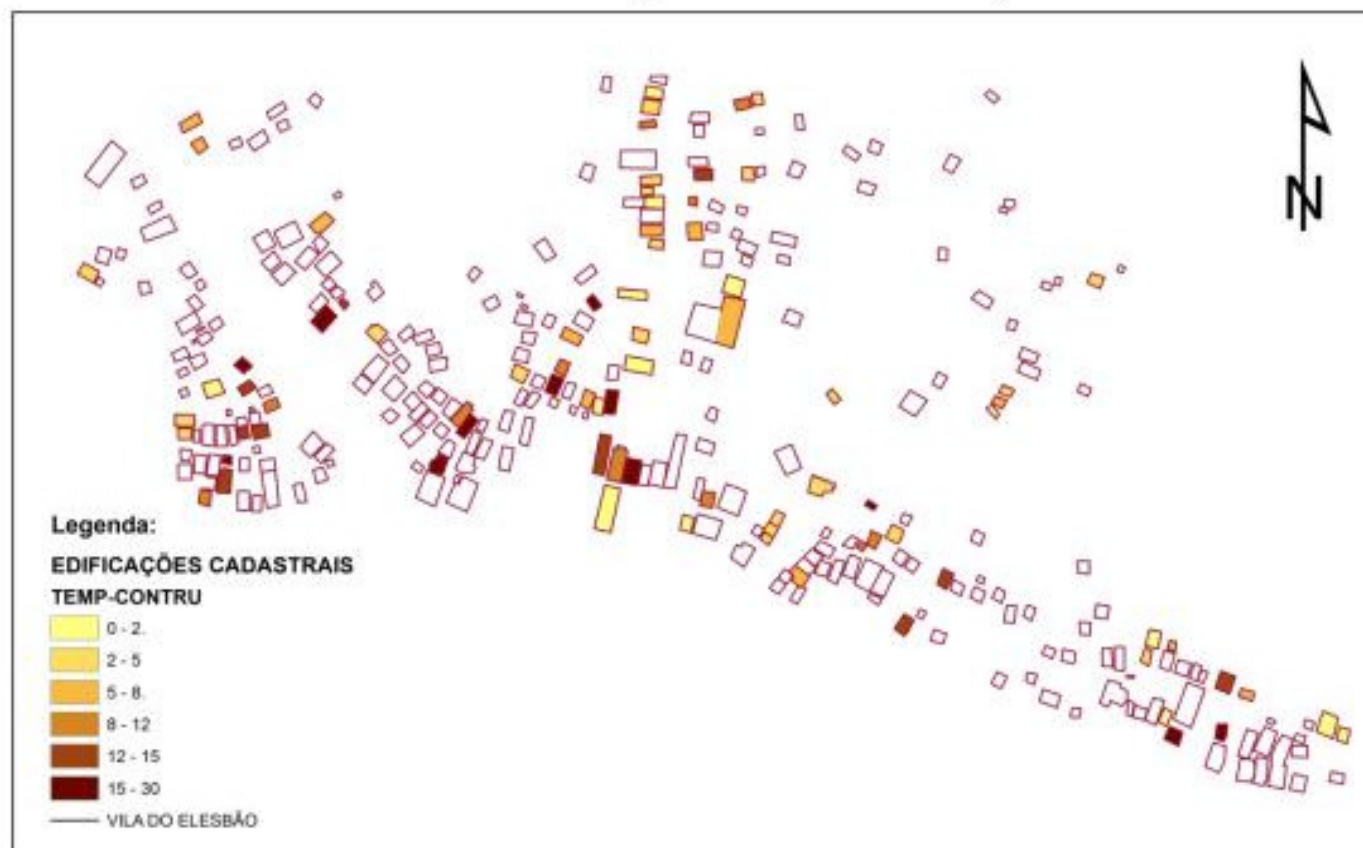 Legenda:
EDIFICAÇÕES CADASTRAIS
TEMP-CONTRU
0 - 2.
2 - 5
5 - 8.
8 - 12
12 - 15
15 - 30
VILA DO ELESBÃO
N